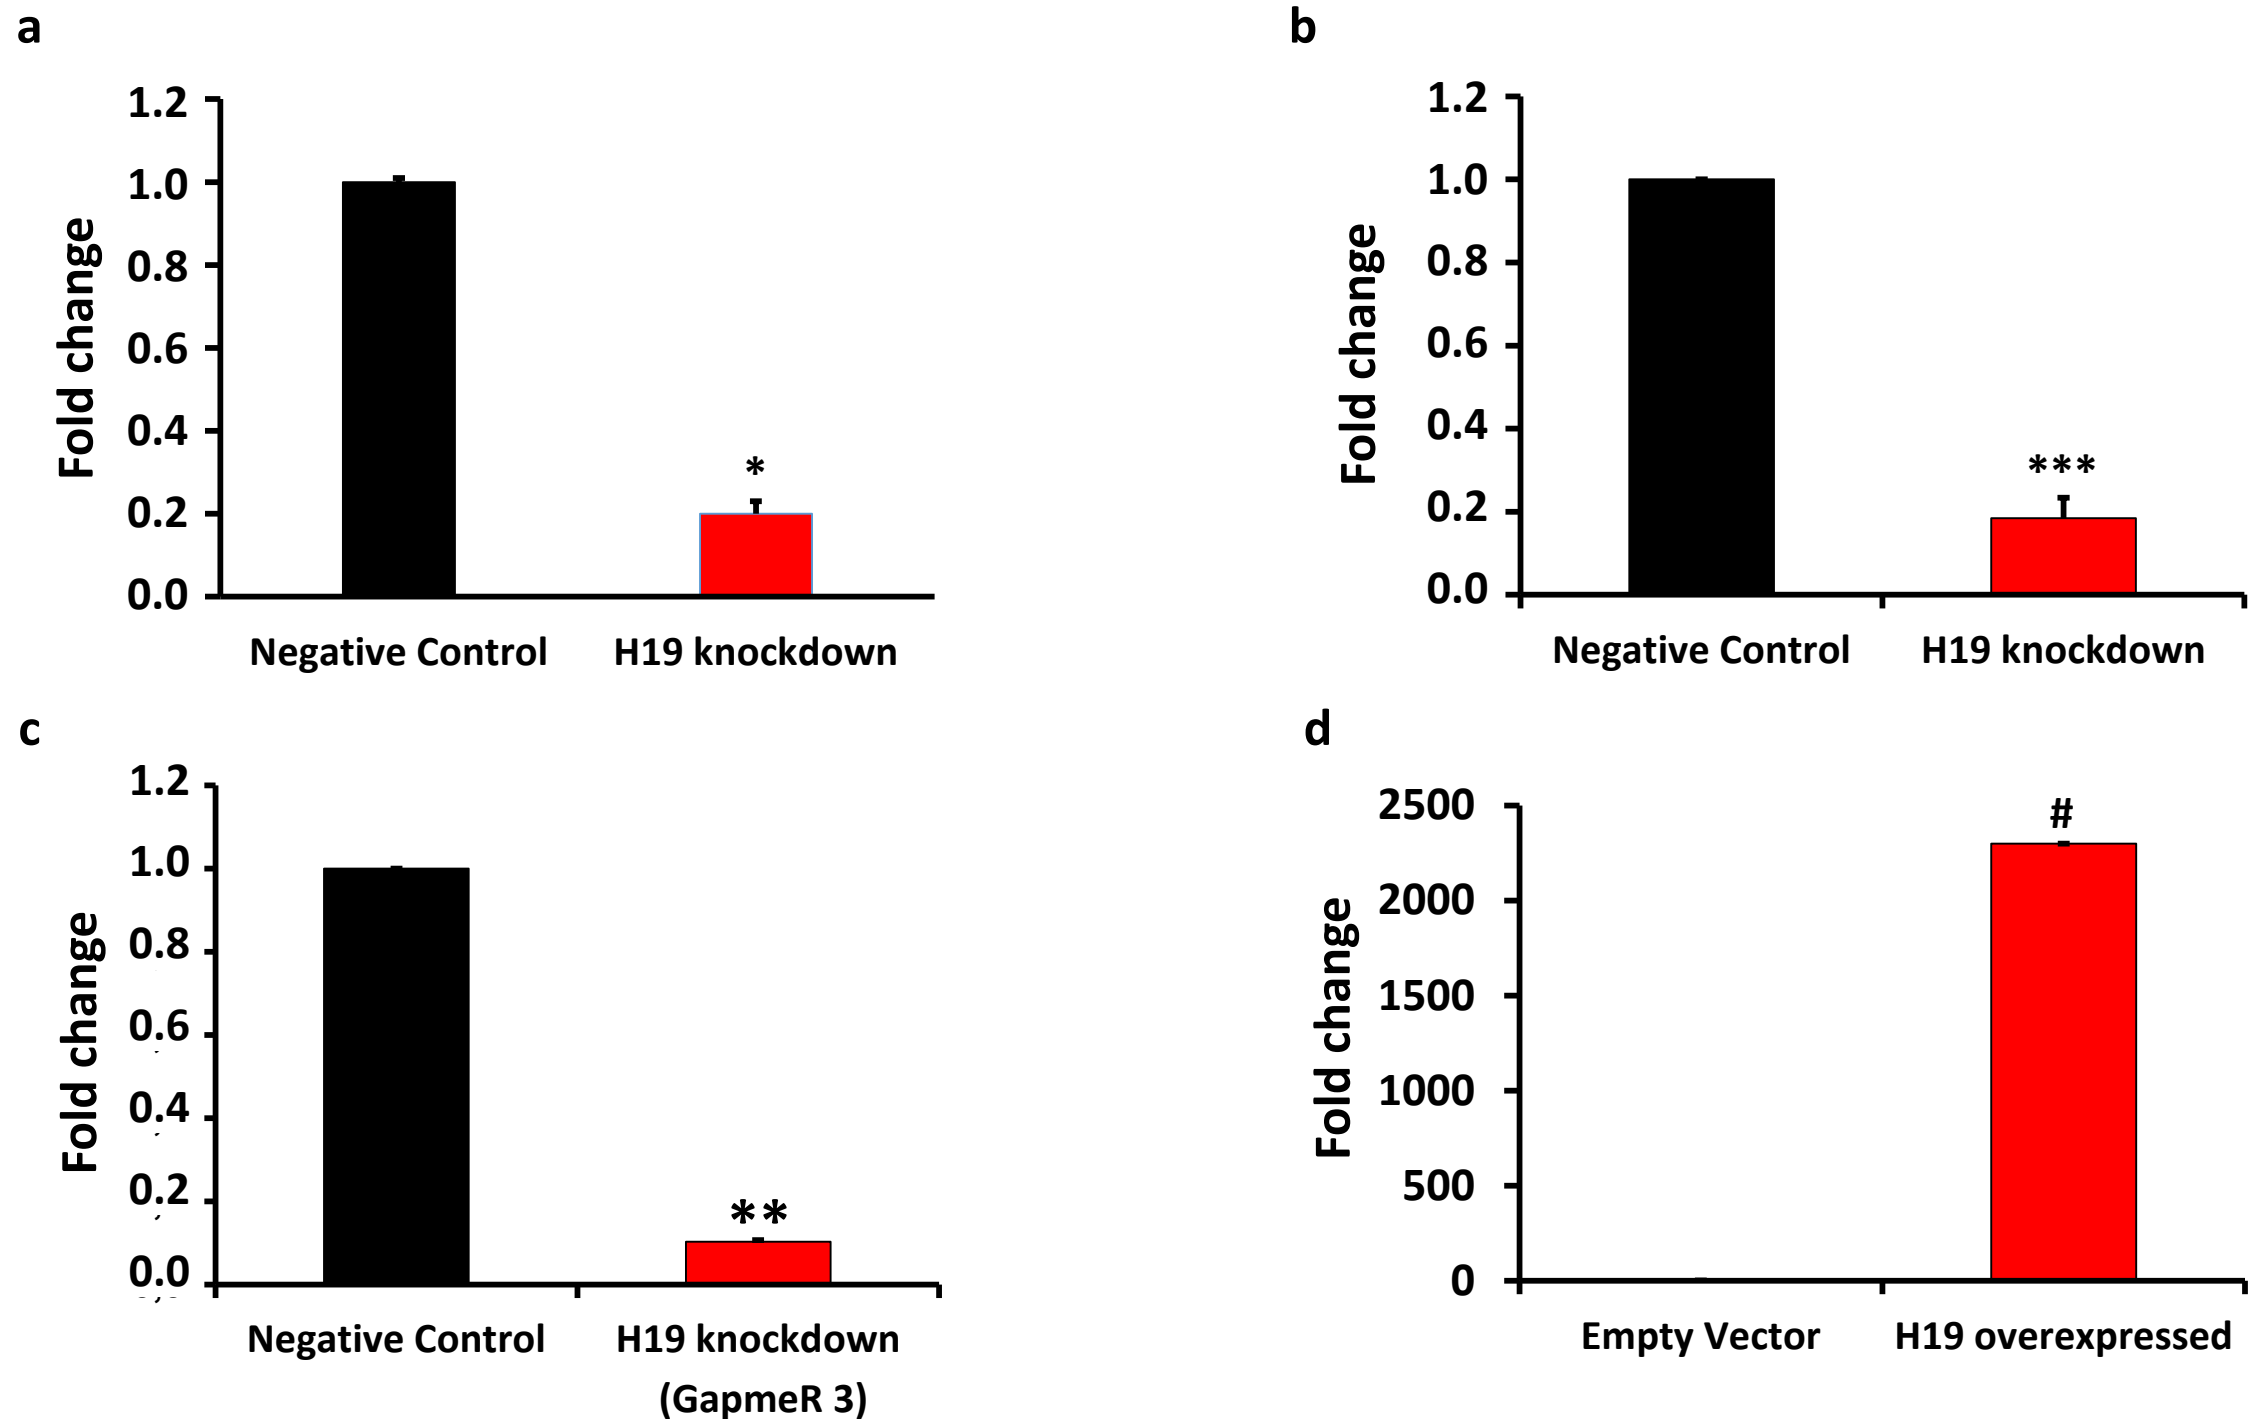 a
1.2
1.0
0.8
0.6
0.4
0.2
0.0
Fold change
*
Negative Control
H19 knockdown
b
1.2
1.0
0.8
0.6
0.4
0.2
0.0
Fold change
***
Negative Control
H19 knockdown
c
1.2
1.0
0.8
0.6
0.4
0.2
0.0
Fold change
**
Negative Control
H19 knockdown
(GapmeR 3)
d
2500
2000
1500
1000
500
0
Fold change
#
Empty Vector
H19 overexpressed